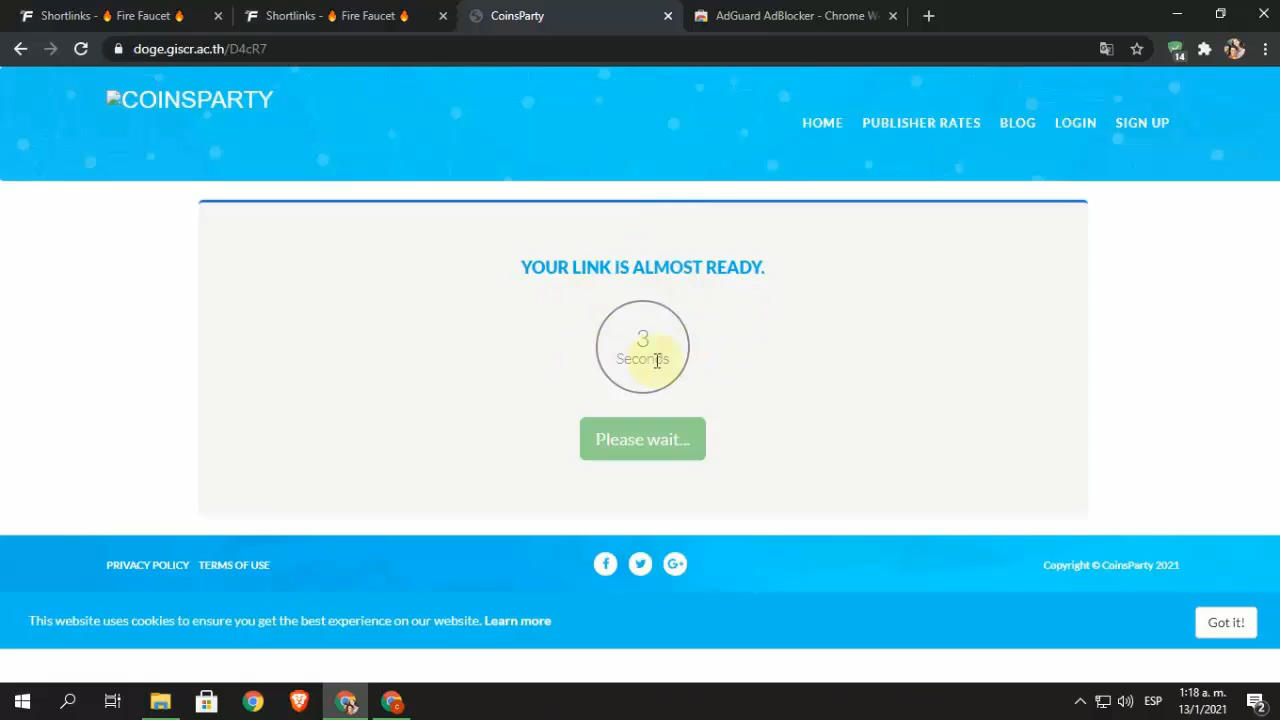 Shortlinks - 🔥 Fire Faucet 🔥
Shortlinks - 🔥 Fire Faucet 🔥
CoinsParty
AdGuard AdBlocker - Chrome W
doge.giscr.ac.th/D4cR7
14
COINSPARTY
HOME PUBLISHER RATES BLOG LOGIN SIGN UP
YOUR LINK IS ALMOST READY.
3
Seconds
Please wait...
PRIVACY POLICY TERMS OF USE
Copyright © CoinsParty 2021
This website uses cookies to ensure you get the best experience on our website. Learn more
Got it!
ESP
1:18 a. m.
13/1/2021
2